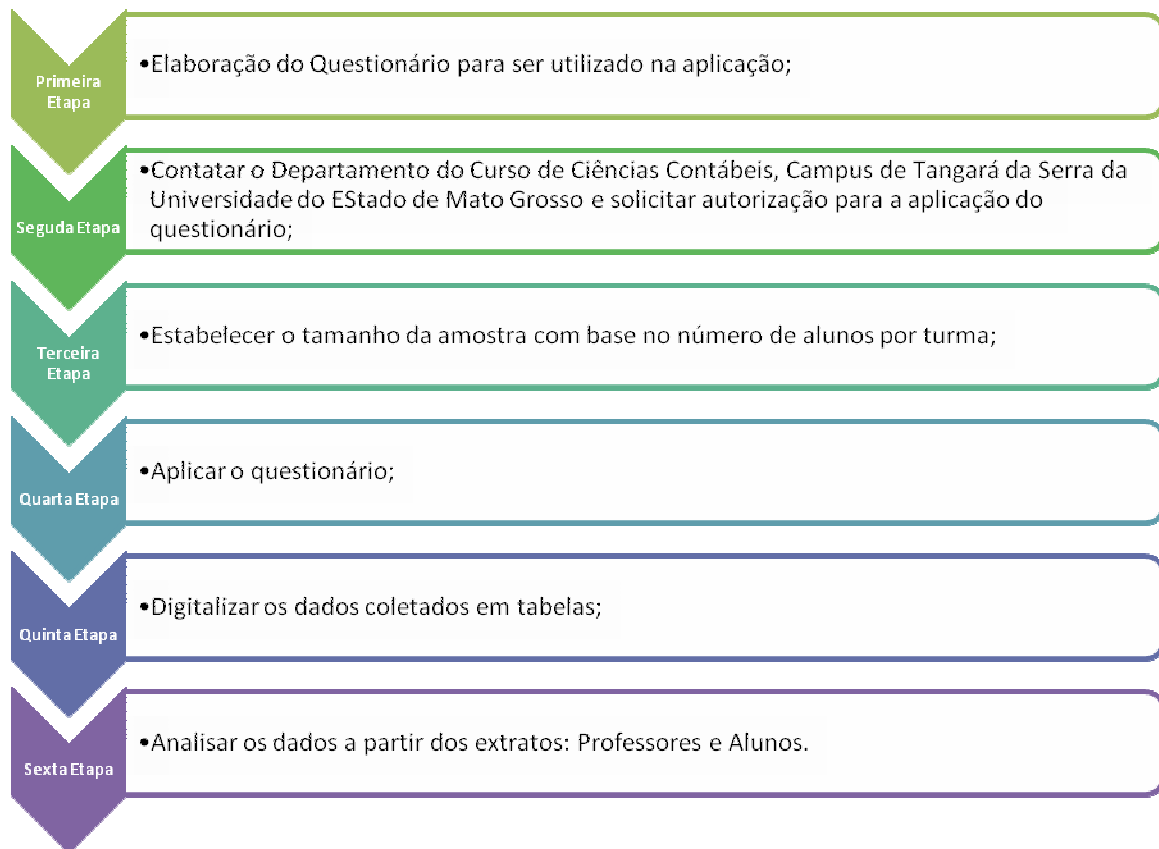 Primeira
Etapa
•Elaboração do Questionário para ser utilizado na aplicação;
Seguda Etapa
•Contatar o Departamento do Curso de Ciências Contábeis, Campus de Tangará da Serra da
Universidade do EStado de Mato Grosso e solicitar autorização para a aplicação do
questionário;
Terceira
Etapa
•Estabelecer o tamanho da amostra com base no número de alunos por turma;
Quarta Etapa
•Aplicar o questionário;
Quinta Etapa
•Digitalizar os dados coletados em tabelas;
Sexta Etapa
•Analisar os dados a partir dos extratos: Professores e Alunos.